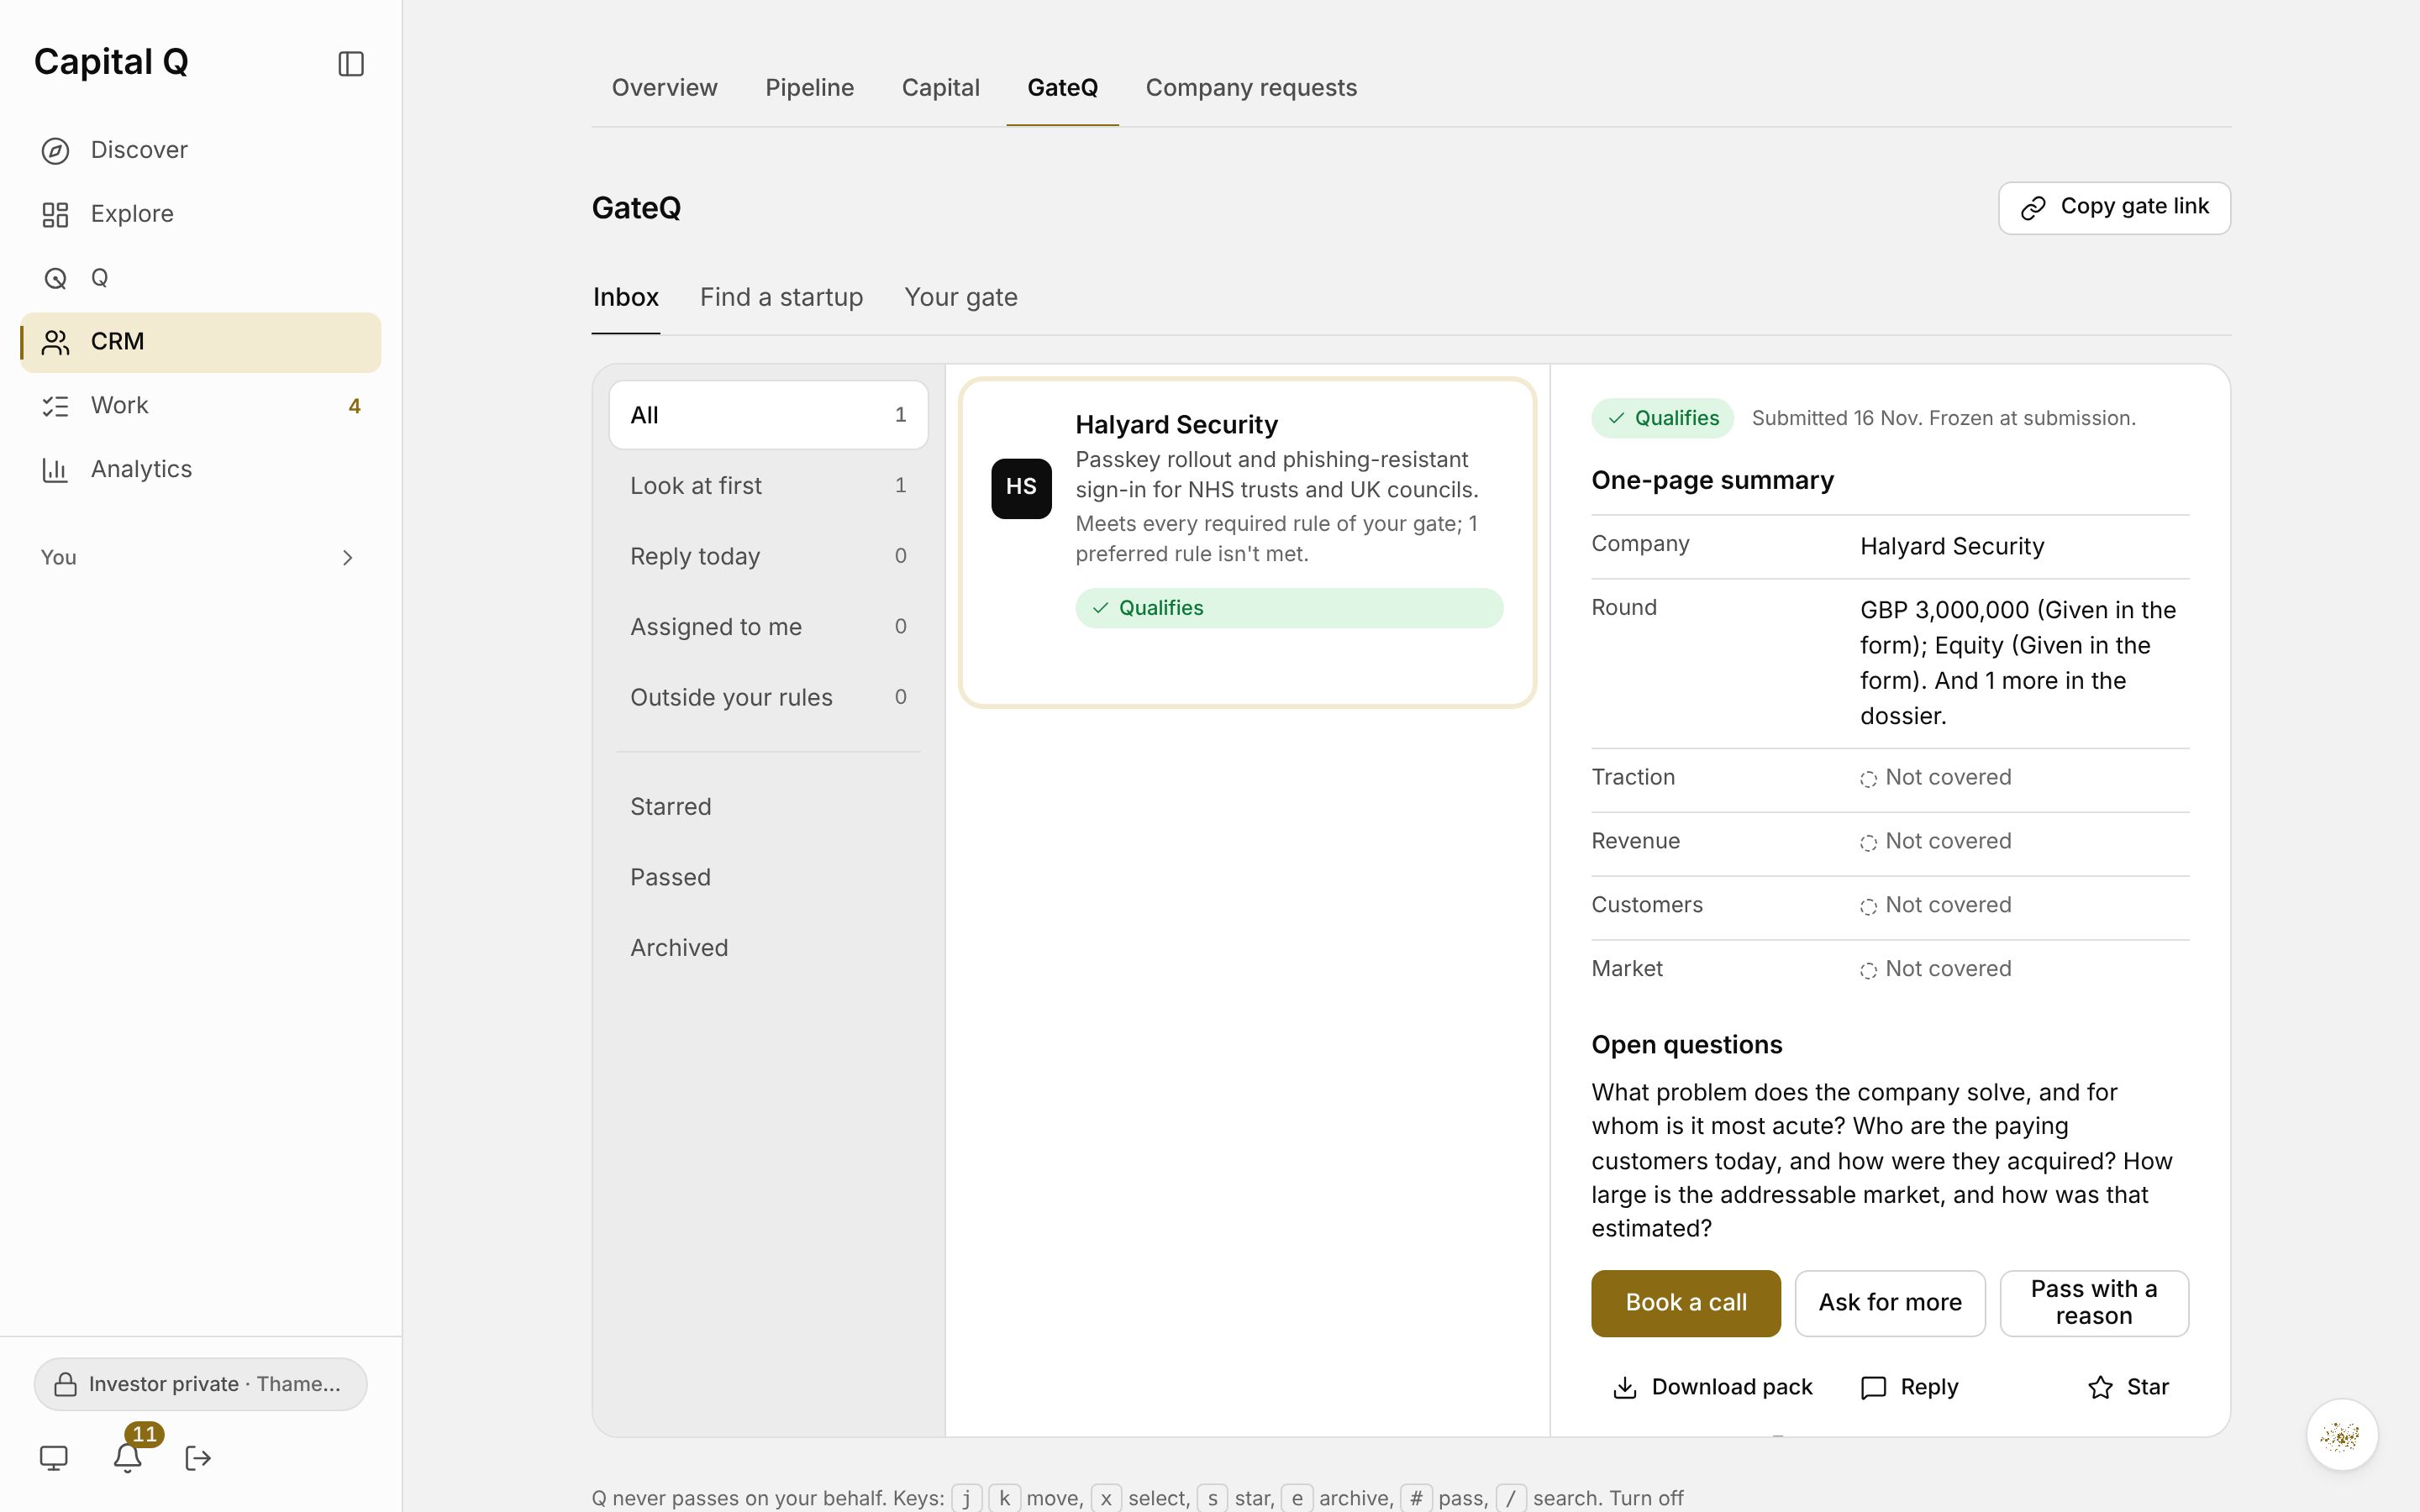 Capital Q
Discover
Explore
Q
CRM
Work 4
Analytics
You
Investor private · Thame...
11
Overview Pipeline Capital GateQ Company requests
GateQ
Copy gate link
Inbox Find a startup Your gate
All 1
Look at first 1
Reply today 0
Assigned to me 0
Outside your rules 0
Starred
Passed
Archived
HS
Halyard Security
Passkey rollout and phishing-resistant
sign-in for NHS trusts and UK councils.
Meets every required rule of your gate; 1
preferred rule isn't met.
Qualifies
Qualifies Submitted 16 Nov. Frozen at submission.
One-page summary
Company Halyard Security
Round GBP 3,000,000 (Given in the
form); Equity (Given in the
form). And 1 more in the
dossier.
Traction Not covered
Revenue Not covered
Customers Not covered
Market Not covered
Open questions
What problem does the company solve, and for
whom is it most acute? Who are the paying
customers today, and how were they acquired? How
large is the addressable market, and how was that
estimated?
Book a call Ask for more Pass with a
reason
Download pack Reply Star
Q never passes on your behalf. Keys: j k move, x select, s star, e archive, # pass, / search. Turn off